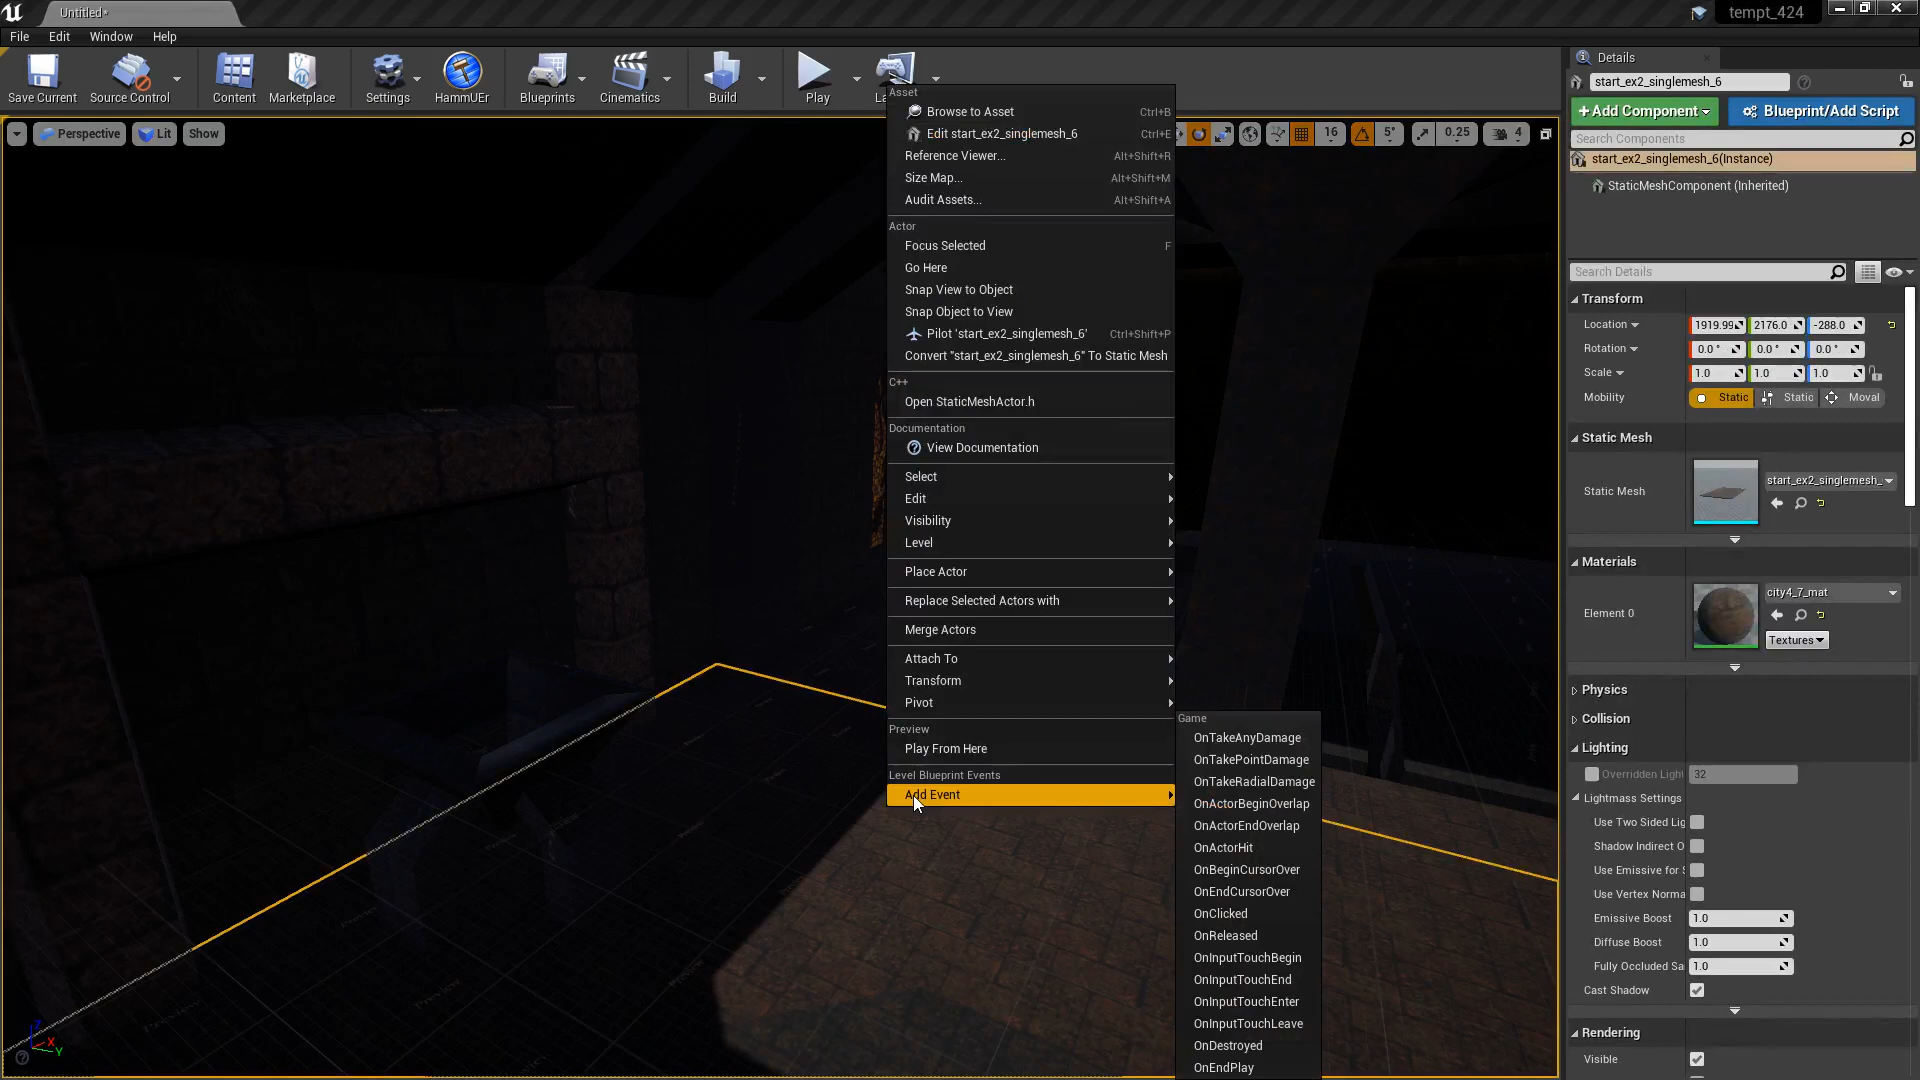 Untitled*
tempt_424
File Edit Window Help
Save Current
Source Control
Content
Marketplace
Settings
HammUEr
Blueprints
Cinematics
Build
Play
Perspective
Lit
Show
16
5°
0.25
4
Asset
Browse to Asset Ctrl+B
Edit start_ex2_singlemesh_6 Ctrl+E
Reference Viewer... Alt+Shift+R
Size Map... Alt+Shift+M
Audit Assets... Alt+Shift+A
Actor
Focus Selected F
Go Here
Snap View to Object
Snap Object to View
Pilot 'start_ex2_singlemesh_6' Ctrl+Shift+P
Convert "start_ex2_singlemesh_6" To Static Mesh
C++
Open StaticMeshActor.h
Documentation
View Documentation
Select
Edit
Visibility
Level
Place Actor
Replace Selected Actors with
Merge Actors
Attach To
Transform
Pivot
Preview
Play From Here
Level Blueprint Events
Add Event
Game
OnTakeAnyDamage
OnTakePointDamage
OnTakeRadialDamage
OnActorBeginOverlap
OnActorEndOverlap
OnActorHit
OnBeginCursorOver
OnEndCursorOver
OnClicked
OnReleased
OnInputTouchBegin
OnInputTouchEnd
OnInputTouchEnter
OnInputTouchLeave
OnDestroyed
OnEndPlay
Details
start_ex2_singlemesh_6
+Add Component
Blueprint/Add Script
Search Components
start_ex2_singlemesh_6(Instance)
StaticMeshComponent (Inherited)
Search Details
Transform
Location 1919.99 2176.0 -288.0
Rotation 0.0° 0.0° 0.0°
Scale 1.0 1.0 1.0
Mobility Static Static Moval
Static Mesh
Static Mesh start_ex2_singlemesh_
Materials
Element 0 city4_7_mat
Textures
Physics
Collision
Lighting
Overridden Ligh 32
Lightmass Settings
Use Two Sided Lig
Shadow Indirect O
Use Emissive for S
Use Vertex Norma
Emissive Boost 1.0
Diffuse Boost 1.0
Fully Occluded Sa 1.0
Cast Shadow
Rendering
Visible
X
Y
Z